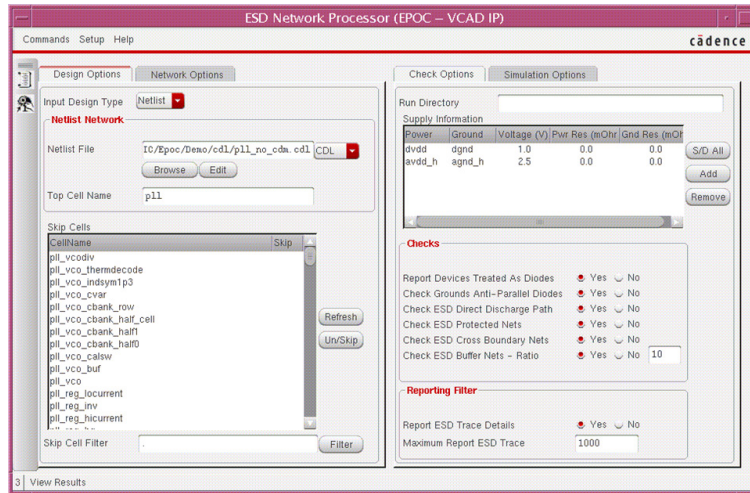 ESD Network Processor (EPOC – VCAD IP)
Commands Setup Help
cādence
Design Options
Network Options
Input Design Type Netlist
Netlist Network
Netlist File IC/Epoc/Demo/cdl/pll_no_cdm.cdl CDL
Browse Edit
Top Cell Name pll
Skip Cells
CellName Skip
pll_vcodiv
pll_vco_thermdecode
pll_vco_indsym1p3
pll_vco_cvar
pll_vco_cbank_row
pll_vco_cbank_half_cell
pll_vco_cbank_half1
pll_vco_cbank_half0
pll_vco_calsw
pll_vco_buf
pll_vco
pll_reg_locurrent
pll_reg_inv
pll_reg_hicurrent
Refresh
Un/Skip
Skip Cell Filter . Filter
Check Options
Simulation Options
Run Directory
Supply Information
Power Ground Voltage (V) Pwr Res (mOhr Gnd Res (mOh
dvdd dgnd 1.0 0.0 0.0
avdd_h agnd_h 2.5 0.0 0.0
S/D All
Add
Remove
Checks
Report Devices Treated As Diodes Yes No
Check Grounds Anti–Parallel Diodes Yes No
Check ESD Direct Discharge Path Yes No
Check ESD Protected Nets Yes No
Check ESD Cross Boundary Nets Yes No
Check ESD Buffer Nets – Ratio Yes No 10
Reporting Filter
Report ESD Trace Details Yes No
Maximum Report ESD Trace 1000
3 View Results